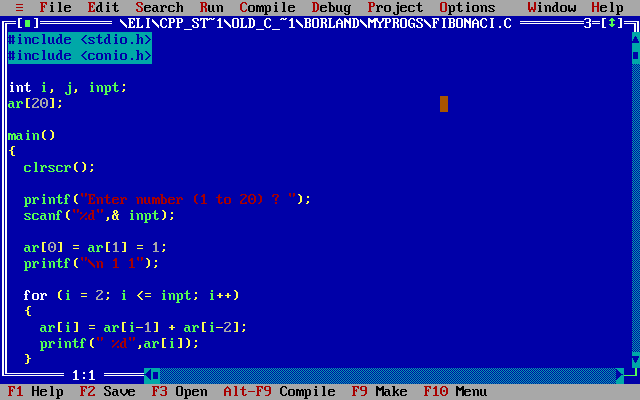 ≡ File Edit Search Run Compile Debug Project Options Window Help
[■] \ELI\CPP_ST~1\OLD_C_~1\BORLAND\MYPROGS\FIBONACI.C 3=[↕]
#include <stdio.h>
#include <conio.h>
int i, j, inpt;
ar[20];
main()
{
clrscr();
printf("Enter number (1 to 20) ? ");
scanf("%d",& inpt);
ar[0] = ar[1] = 1;
printf("\n 1 1");
for (i = 2; i <= inpt; i++)
{
ar[i] = ar[i-1] + ar[i-2];
printf(" %d",ar[i]);
}
1:1
F1 Help F2 Save F3 Open Alt-F9 Compile F9 Make F10 Menu